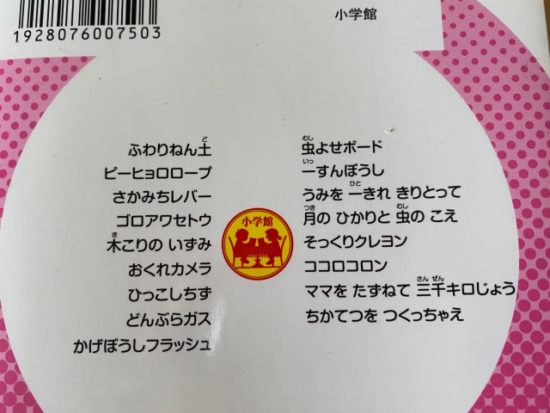 1928076007503
小学館
ふわりねん土
ピーヒョロロープ
さかみちレバー
ゴロアワセトウ
木こりの いずみ
おくれカメラ
ひっこしちず
どんぶらガス
かげぼうしフラッシュ
小学館
虫よせボード
一すんぼうし
うみを 一きれ きりとって
月の ひかりと 虫の こえ
そっくりクレヨン
ココロコロン
ママを たずねて 三千キロじょう
ちかてつを つくっちゃえ